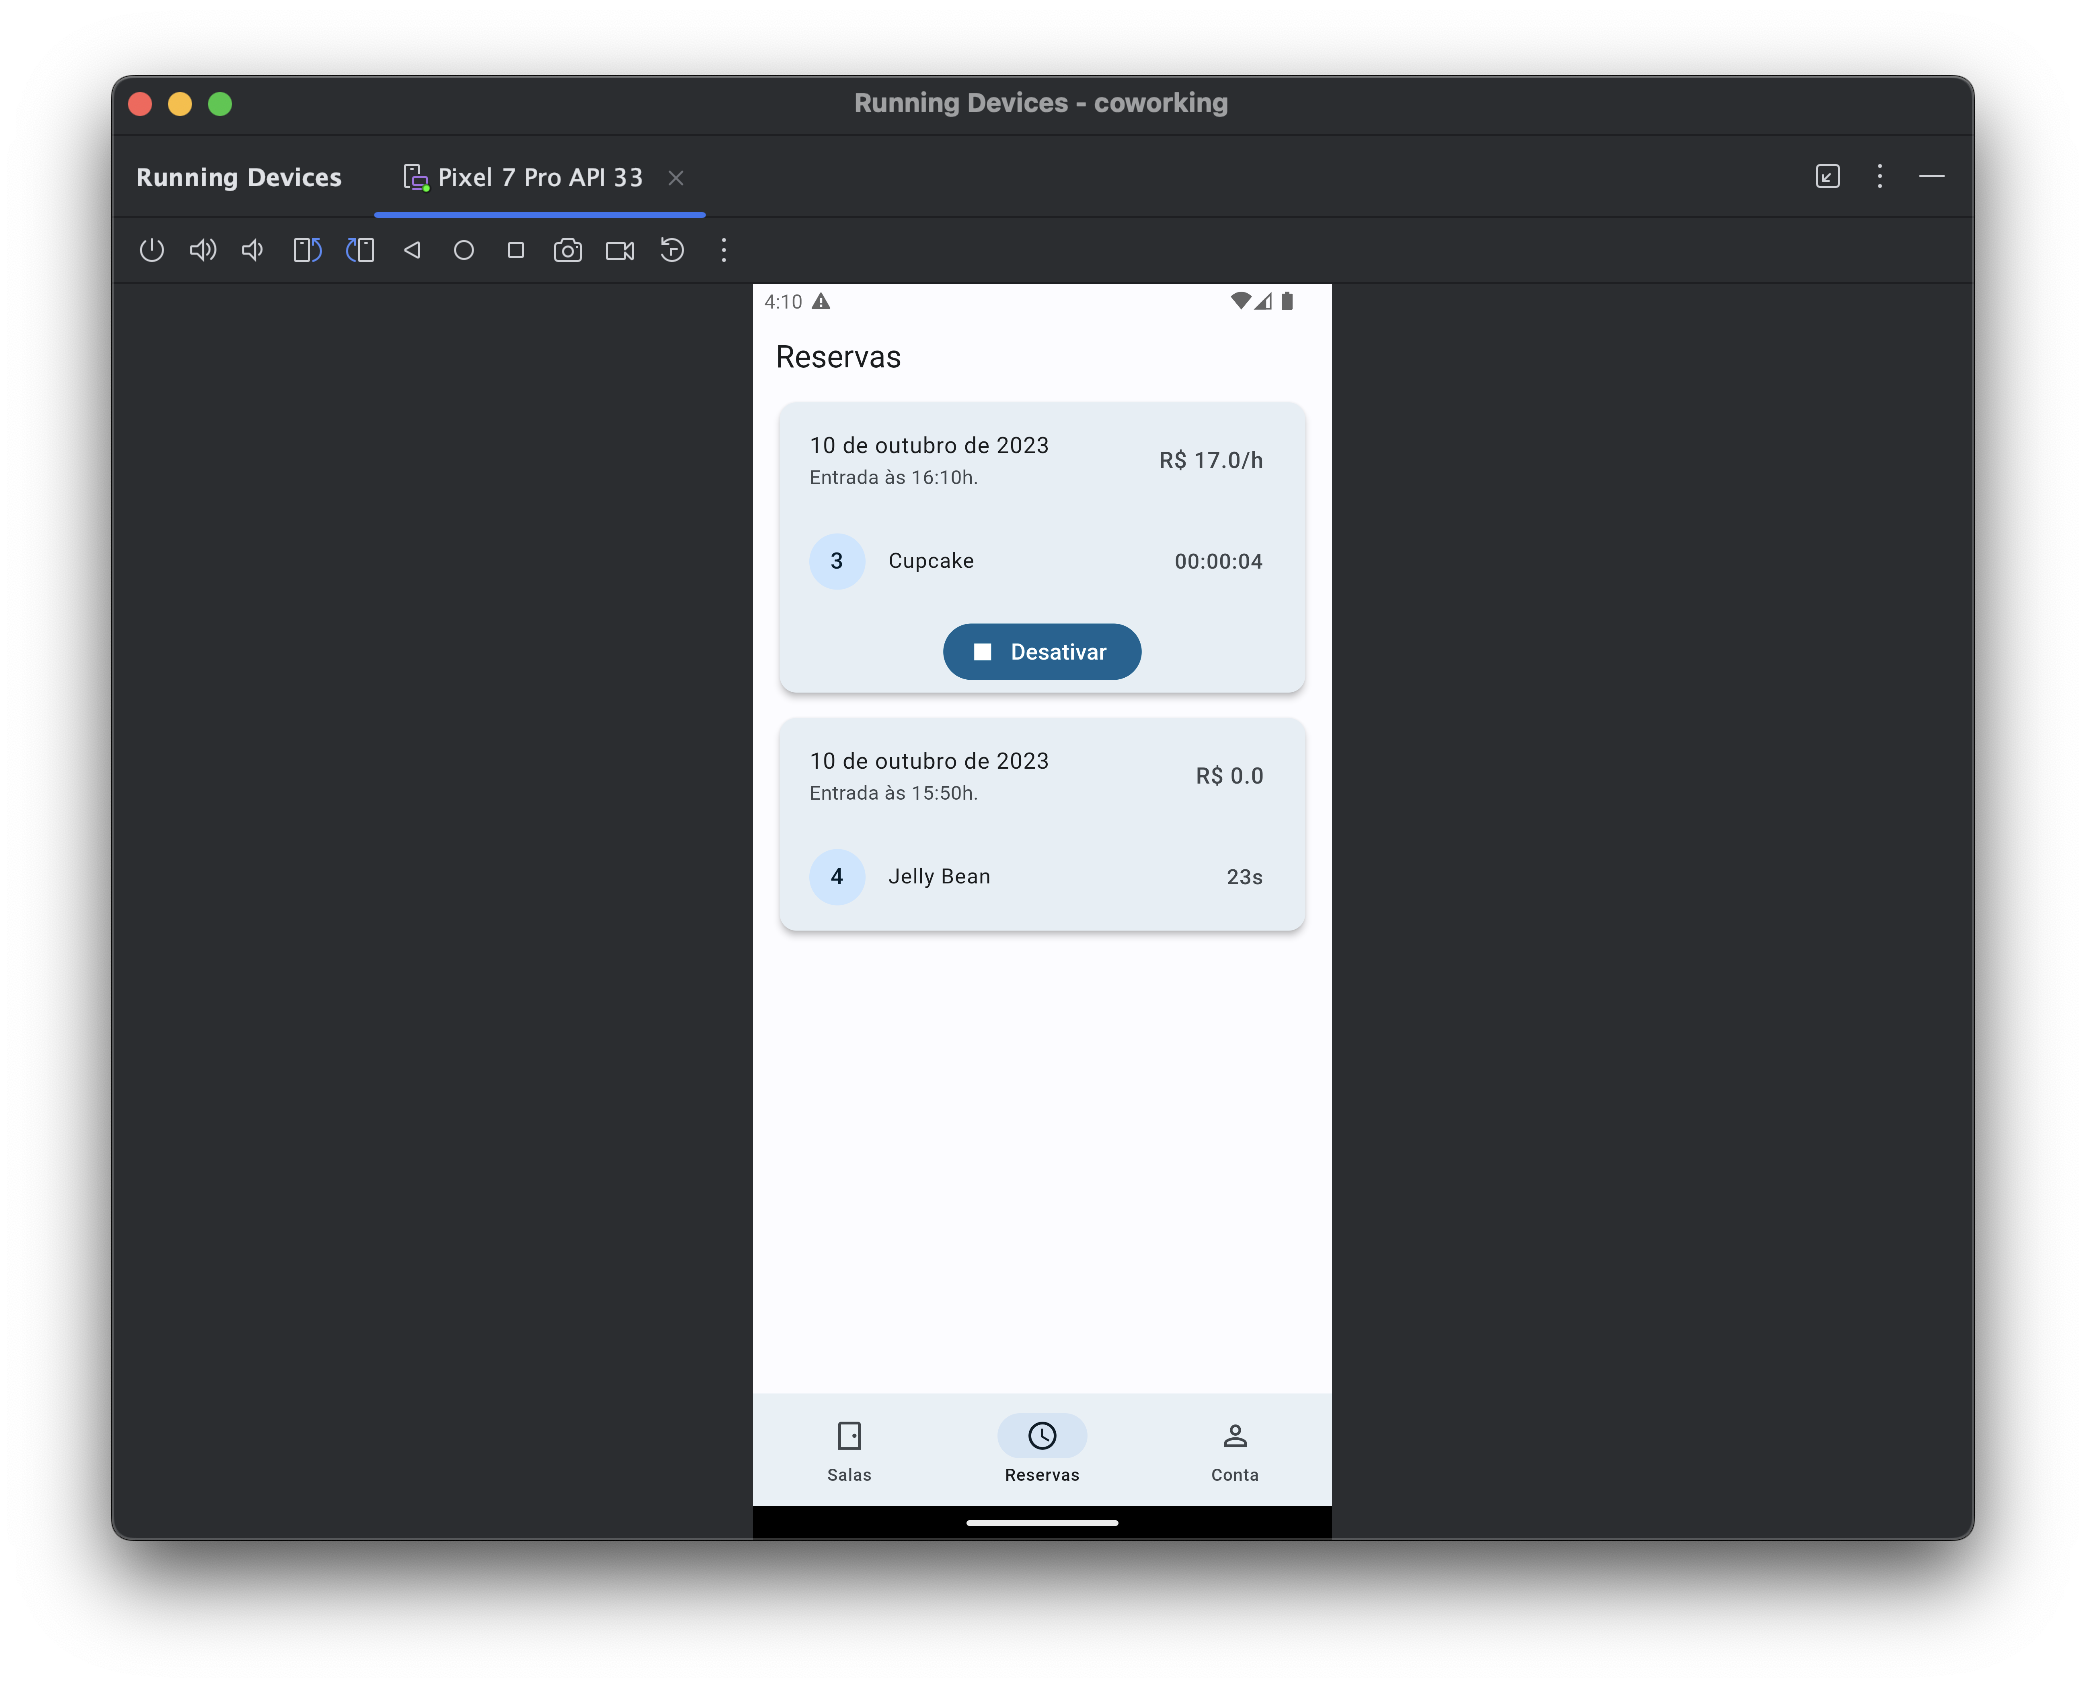 Running Devices - coworking
Running Devices
Pixel 7 Pro API 33
4:10
Reservas
10 de outubro de 2023
R$ 17.0/h
Entrada às 16:10h.
3
Cupcake
00:00:04
Desativar
10 de outubro de 2023
R$ 0.0
Entrada às 15:50h.
4
Jelly Bean
23s
Salas
Reservas
Conta